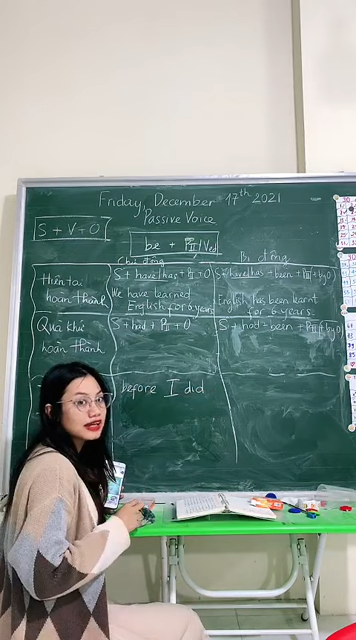 Friday, December 17th 2021
Passive Voice
S + V + O
be + PII / Ved
Chủ động
Bị động
Hiện tại hoàn thành
S + have/has + PII + O
We have learned English for 6 years
S + have/has + been + PII + by O
English has been learnt for 6 years.
Quá khứ hoàn thành
S + had + PII + O
S + had + been + PII + by O
before I did